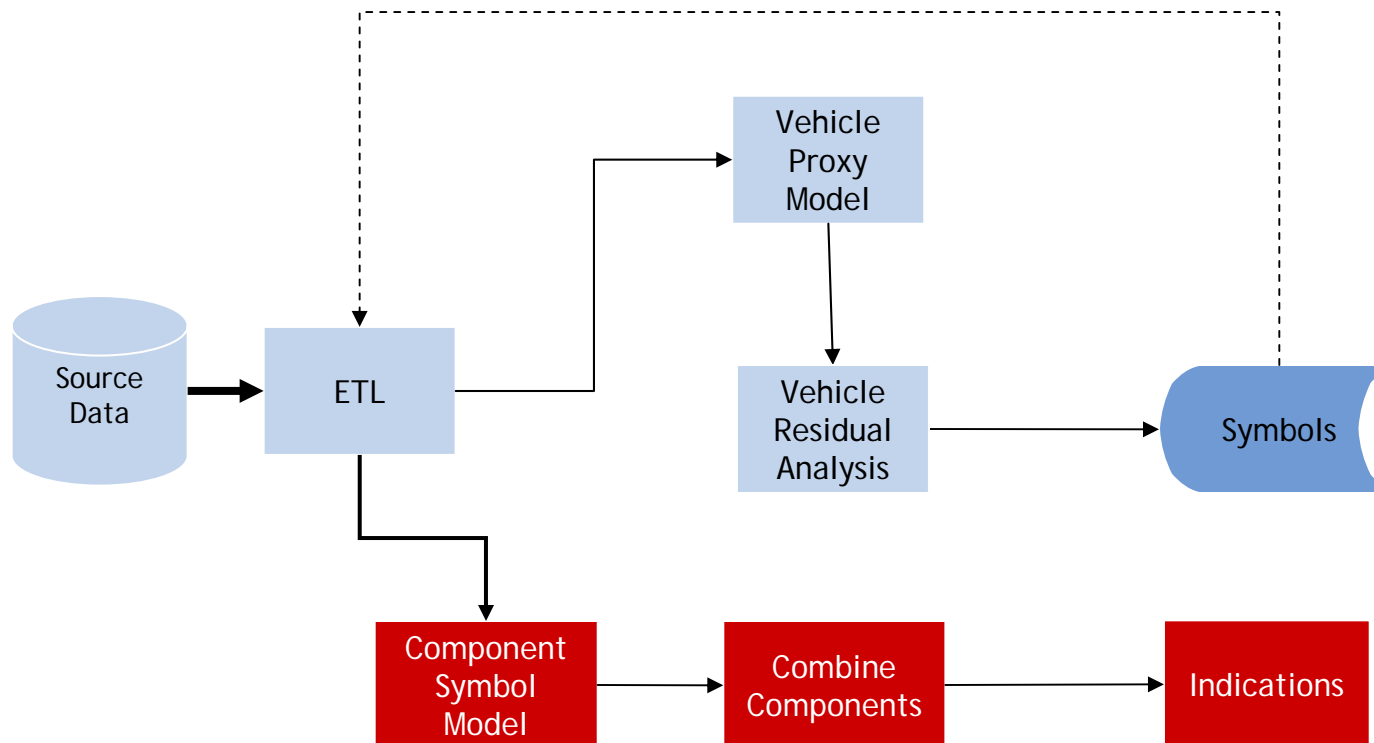 Vehicle
Proxy
Model
Source
Data
ETL
Vehicle
Residual
Analysis
Symbols
Component
Symbol
Model
Combine
Components
Indications